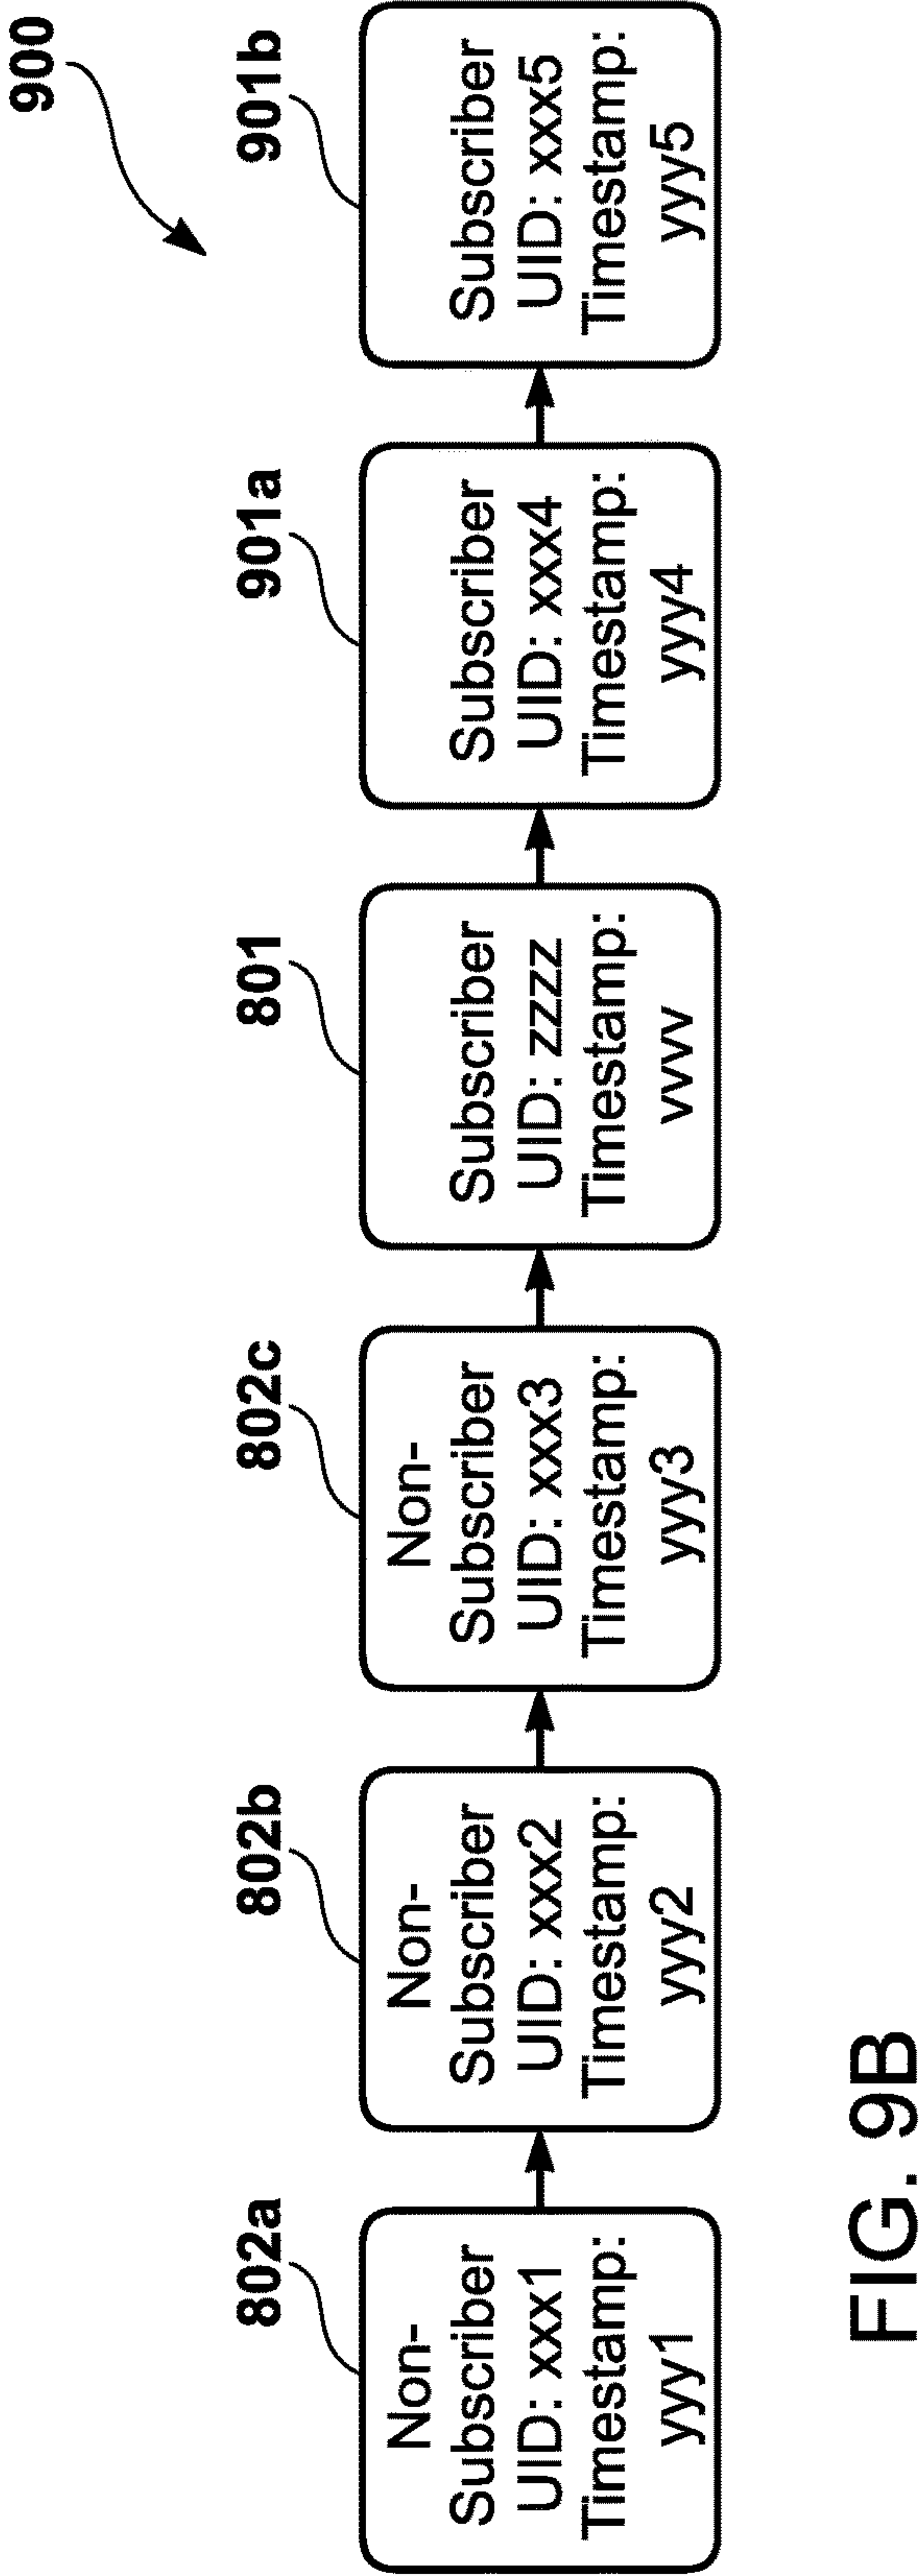 900
802a
Non-
Subscriber
UID: xxx1
Timestamp:
yyy1
802b
Non-
Subscriber
UID: xxx2
Timestamp:
yyy2
802c
Non-
Subscriber
UID: xxx3
Timestamp:
yyy3
801
Subscriber
UID: zzzz
Timestamp:
vvvv
901a
Subscriber
UID: xxx4
Timestamp:
yyy4
901b
Subscriber
UID: xxx5
Timestamp:
yyy5
FIG. 9B